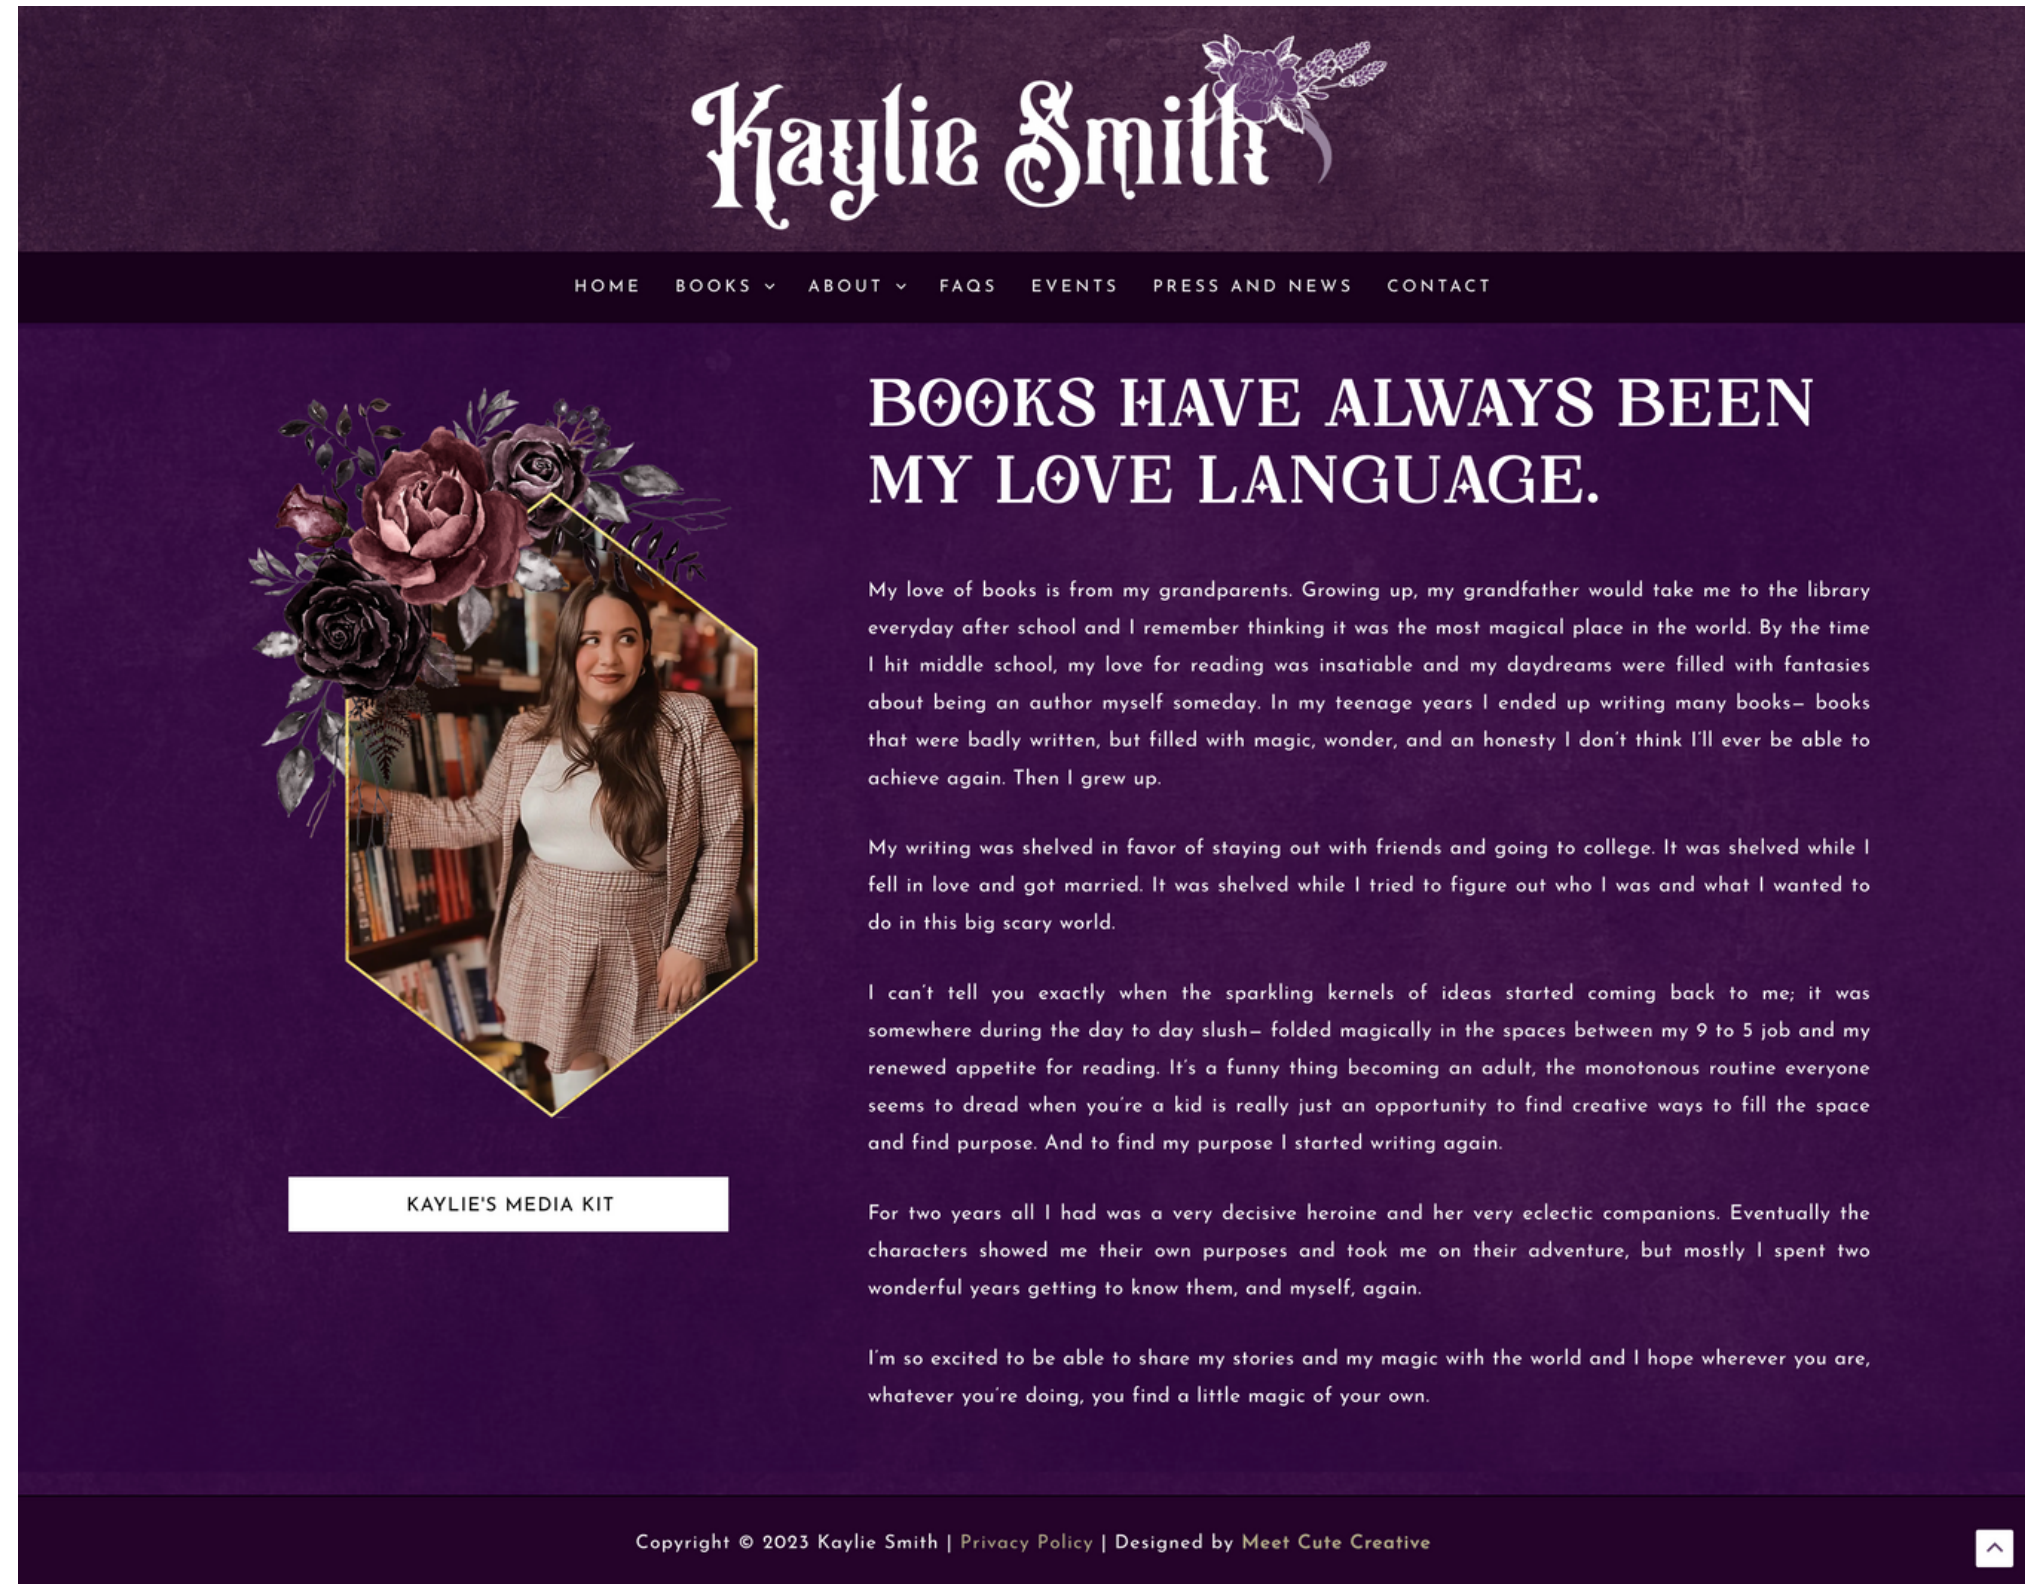 Kaylie Smith
HOME BOOKS ABOUT FAQS EVENTS PRESS AND NEWS CONTACT
BOOKS HAVE ALWAYS BEEN
MY LOVE LANGUAGE.
My love of books is from my grandparents. Growing up, my grandfather would take me to the library
everyday after school and I remember thinking it was the most magical place in the world. By the time
I hit middle school, my love for reading was insatiable and my daydreams were filled with fantasies
about being an author myself someday. In my teenage years I ended up writing many books– books
that were badly written, but filled with magic, wonder, and an honesty I don't think I'll ever be able to
achieve again. Then I grew up.
My writing was shelved in favor of staying out with friends and going to college. It was shelved while I
fell in love and got married. It was shelved while I tried to figure out who I was and what I wanted to
do in this big scary world.
I can't tell you exactly when the sparkling kernels of ideas started coming back to me; it was
somewhere during the day to day slush– folded magically in the spaces between my 9 to 5 job and my
renewed appetite for reading. It's a funny thing becoming an adult, the monotonous routine everyone
seems to dread when you're a kid is really just an opportunity to find creative ways to fill the space
and find purpose. And to find my purpose I started writing again.
For two years all I had was a very decisive heroine and her very eclectic companions. Eventually the
characters showed me their own purposes and took me on their adventure, but mostly I spent two
wonderful years getting to know them, and myself, again.
I'm so excited to be able to share my stories and my magic with the world and I hope wherever you are,
whatever you're doing, you find a little magic of your own.
KAYLIE'S MEDIA KIT
Copyright © 2023 Kaylie Smith | Privacy Policy | Designed by Meet Cute Creative